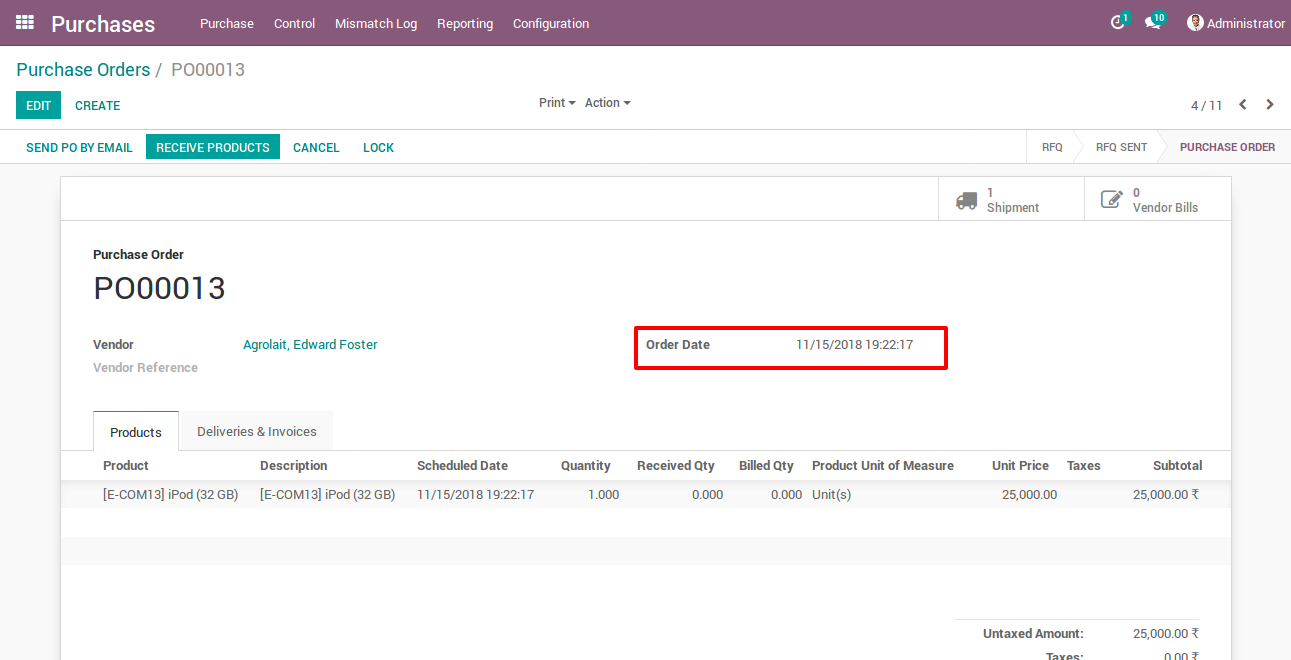 Purchases Purchase Control Mismatch Log Reporting Configuration 1 10 Administrator
Purchase Orders / PO00013
EDIT CREATE Print Action 4 / 11
SEND PO BY EMAIL RECEIVE PRODUCTS CANCEL LOCK RFQ RFQ SENT PURCHASE ORDER
1 Shipment
0 Vendor Bills
Purchase Order
PO00013
Vendor Agrolait, Edward Foster Order Date 11/15/2018 19:22:17
Vendor Reference
Products Deliveries & Invoices
Product Description Scheduled Date Quantity Received Qty Billed Qty Product Unit of Measure Unit Price Taxes Subtotal
[E-COM13] iPod (32 GB) [E-COM13] iPod (32 GB) 11/15/2018 19:22:17 1.000 0.000 0.000 Unit(s) 25,000.00 25,000.00 ₹
Untaxed Amount: 25,000.00 ₹
Taxes: 0.00 ₹